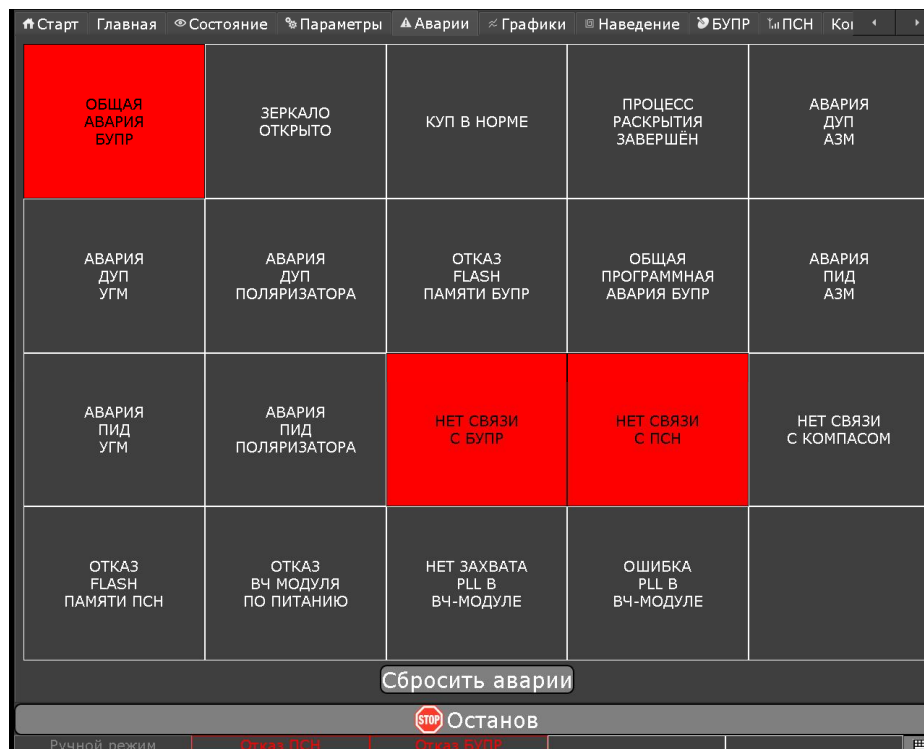 Старт Главная Состояние Параметры Аварии Графики Наведение БУПР ПСН
ОБЩАЯ
АВАРИЯ
БУПР
ЗЕРКАЛО
ОТКРЫТО
КУП В НОРМЕ
ПРОЦЕСС
РАСКРЫТИЯ
ЗАВЕРШЁН
АВАРИЯ
ДУП
АЗМ
АВАРИЯ
ДУП
УГМ
АВАРИЯ
ДУП
ПОЛЯРИЗАТОРА
ОТКАЗ
FLASH
ПАМЯТИ БУПР
ОБЩАЯ
ПРОГРАММНАЯ
АВАРИЯ БУПР
АВАРИЯ
ПИД
АЗМ
АВАРИЯ
ПИД
УГМ
АВАРИЯ
ПИД
ПОЛЯРИЗАТОРА
НЕТ СВЯЗИ
С БУПР
НЕТ СВЯЗИ
С ПСН
НЕТ СВЯЗИ
С КОМПАСОМ
ОТКАЗ
FLASH
ПАМЯТИ ПСН
ОТКАЗ
ВЧ МОДУЛЯ
ПО ПИТАНИЮ
НЕТ ЗАХВАТА
PLL В
ВЧ-МОДУЛЕ
ОШИБКА
PLL В
ВЧ-МОДУЛЕ
Сбросить аварии
STOP Останов
Ручной режим Отказ ПСН Отказ БУПР